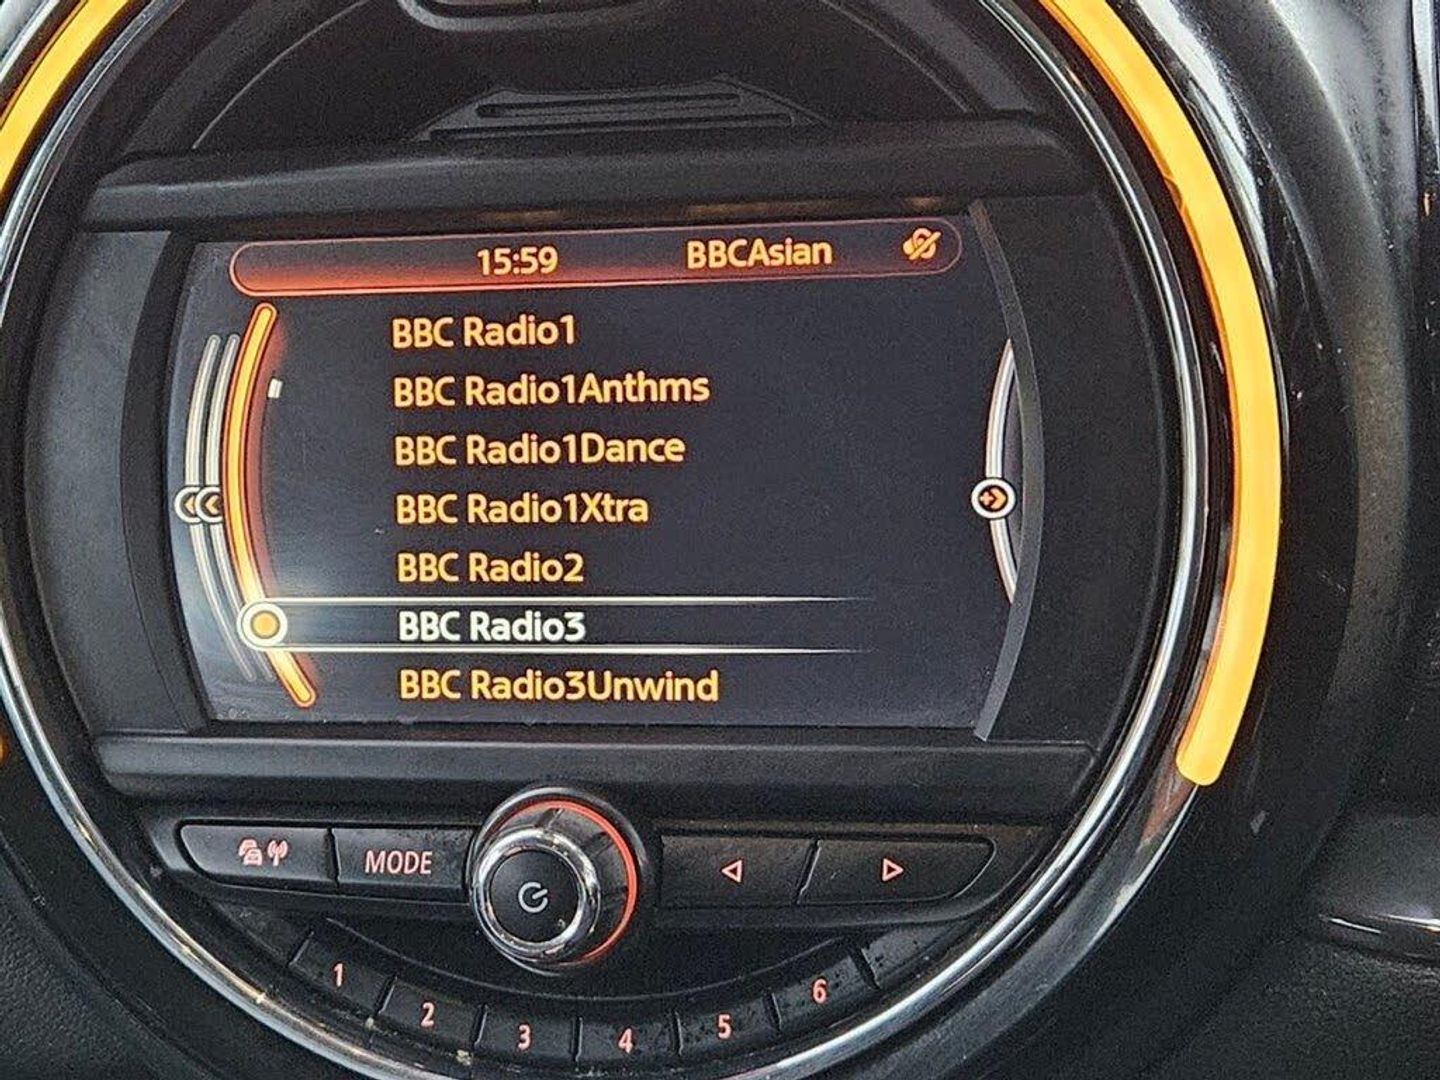 15:59 BBCAsian
BBC Radio1
BBC Radio1Anthms
BBC Radio1Dance
BBC Radio1Xtra
BBC Radio2
BBC Radio3
BBC Radio3Unwind
MODE
1 2 3 4 5 6